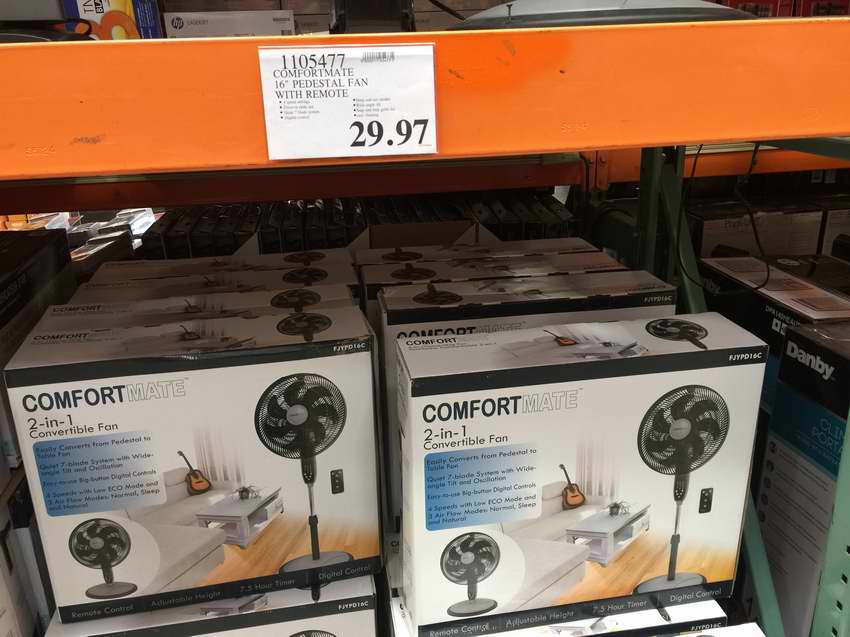 hp
1105477
COMFORTMATE
16" PEDESTAL FAN
WITH REMOTE
29.97
FJYPD16C
COMFORTMATE
FJYPD16C
COMFORTMATE
2-in-1
Convertible Fan
Easily Converts from Pedestal to
Table Fan
Quiet 7-blade System with Wide-
angle Tilt and Oscillation
Easy-to-use Big-button Digital Controls
4 Speeds with Low ECO Mode and
3 Air Flow Modes: Normal, Sleep
and Natural
Remote Control Adjustable Height 7.5 Hour Timer Digital Control
FJYPD16C
COMFORT
FJYPD16C
COMFORTMATE
2-in-1
Convertible Fan
Easily Converts from Pedestal to
Table Fan
Quiet 7-blade System with Wide-
angle Tilt and Oscillation
Easy-to-use Big-button Digital Controls
4 Speeds with Low ECO Mode and
3 Air Flow Modes: Normal, Sleep
and Natural
Remote Control Adjustable Height 7.5 Hour Timer Digital Control
FJYPD16C
Danby